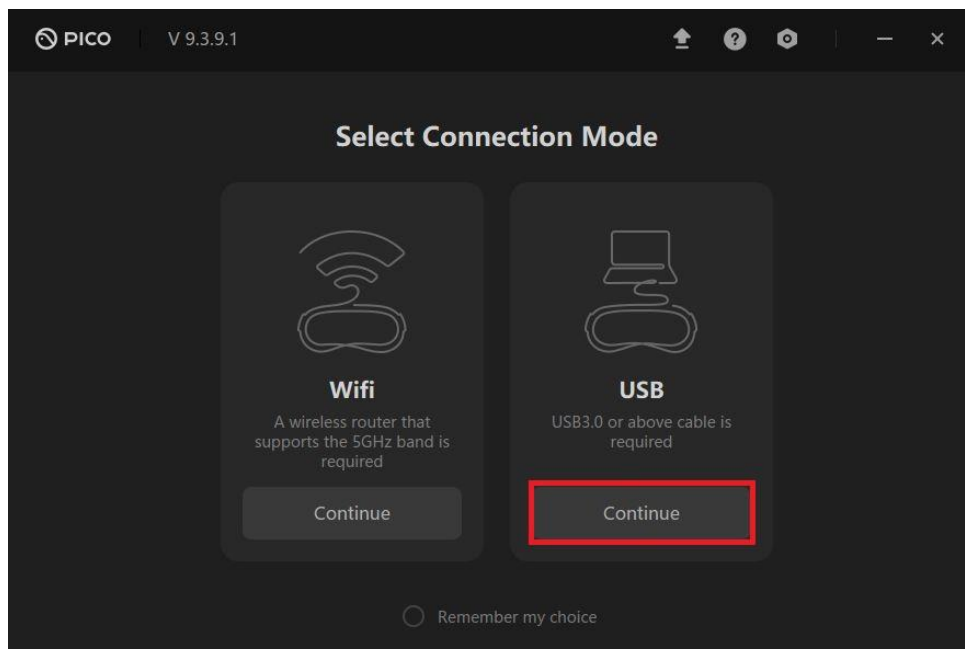 PICO V 9.3.9.1
Select Connection Mode
Wifi
A wireless router that
supports the 5GHz band is
required
Continue
USB
USB3.0 or above cable is
required
Continue
Remember my choice